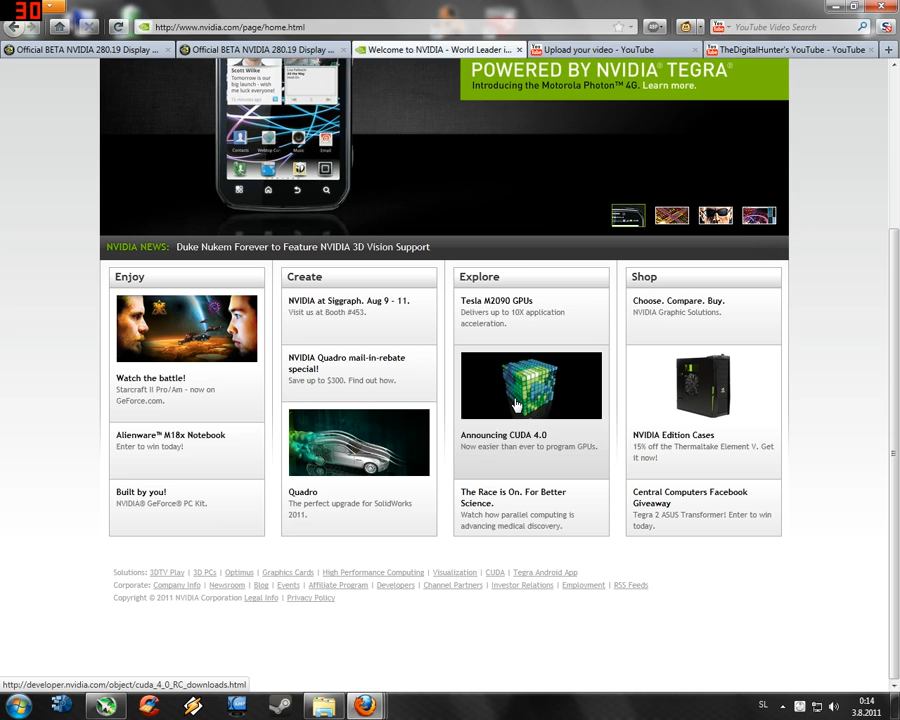 30
http://www.nvidia.com/page/home.html
YouTube Video Search
Official BETA NVIDIA 280.19 Display ...
Official BETA NVIDIA 280.19 Display ...
Welcome to NVIDIA - World Leader i...
Upload your video - YouTube
TheDigitalHunter's YouTube - YouTube
Scott Wilke
Tomorrow is our big launch - wish me luck everyone!
POWERED BY NVIDIA® TEGRA®
Introducing the Motorola Photon™ 4G. Learn more.
Contacts
Music
Email
NVIDIA NEWS: Duke Nukem Forever to Feature NVIDIA 3D Vision Support
Enjoy
Watch the battle!
Starcraft II Pro/Am - now on
GeForce.com.
Alienware™ M18x Notebook
Enter to win today!
Built by you!
NVIDIA® GeForce® PC Kit.
Create
NVIDIA at Siggraph. Aug 9 - 11.
Visit us at Booth #453.
NVIDIA Quadro mail-in-rebate
special!
Save up to $300. Find out how.
Quadro
The perfect upgrade for SolidWorks
2011.
Explore
Tesla M2090 GPUs
Delivers up to 10X application
acceleration.
Announcing CUDA 4.0
Now easier than ever to program GPUs.
The Race is On. For Better
Science.
Watch how parallel computing is
advancing medical discovery.
Shop
Choose. Compare. Buy.
NVIDIA Graphic Solutions.
NVIDIA Edition Cases
15% off the Thermaltake Element V. Get
it now!
Central Computers Facebook
Giveaway
Tegra 2 ASUS Transformer! Enter to win
today.
Solutions: 3DTV Play | 3D PCs | Optimus | Graphics Cards | High Performance Computing | Visualization | CUDA | Tegra Android App
Corporate: Company Info | Newsroom | Blog | Events | Affiliate Program | Developers | Channel Partners | Investor Relations | Employment | RSS Feeds
Copyright © 2011 NVIDIA Corporation Legal Info | Privacy Policy
http://developer.nvidia.com/object/cuda_4_0_RC_downloads.html
SL
0:14
3.8.2011